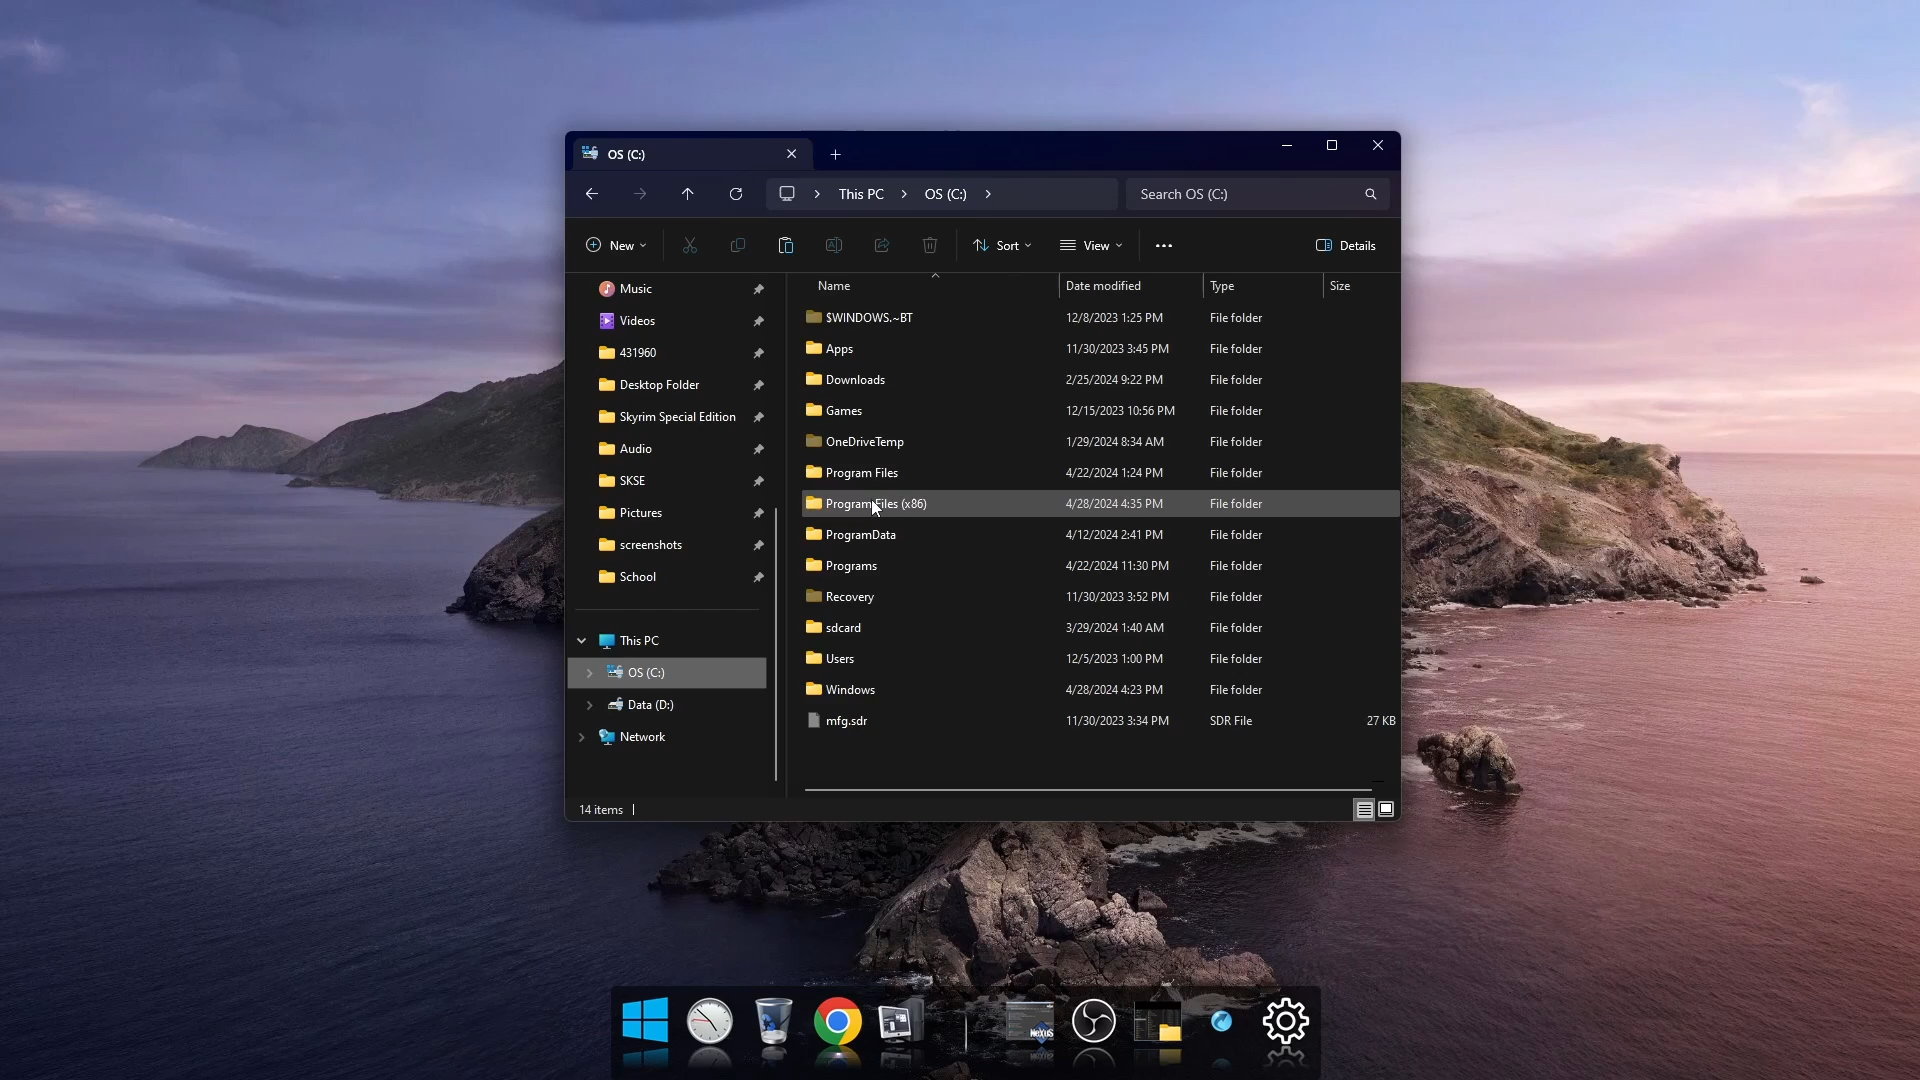 OS (C:)
This PC
OS (C:)
Search OS (C:)
New
Sort
View
Details
Music
Videos
431960
Desktop Folder
Skyrim Special Edition
Audio
SKSE
Pictures
screenshots
School
This PC
OS (C:)
Data (D:)
Network
Name Date modified Type Size
$WINDOWS.~BT 12/8/2023 1:25 PM File folder
Apps 11/30/2023 3:45 PM File folder
Downloads 2/25/2024 9:22 PM File folder
Games 12/15/2023 10:56 PM File folder
OneDriveTemp 1/29/2024 8:34 AM File folder
Program Files 4/22/2024 1:24 PM File folder
Program Files (x86) 4/28/2024 4:35 PM File folder
ProgramData 4/12/2024 2:41 PM File folder
Programs 4/22/2024 11:30 PM File folder
Recovery 11/30/2023 3:52 PM File folder
sdcard 3/29/2024 1:40 AM File folder
Users 12/5/2023 1:00 PM File folder
Windows 4/28/2024 4:23 PM File folder
mfg.sdr 11/30/2023 3:34 PM SDR File 27 KB
14 items
NEXUS